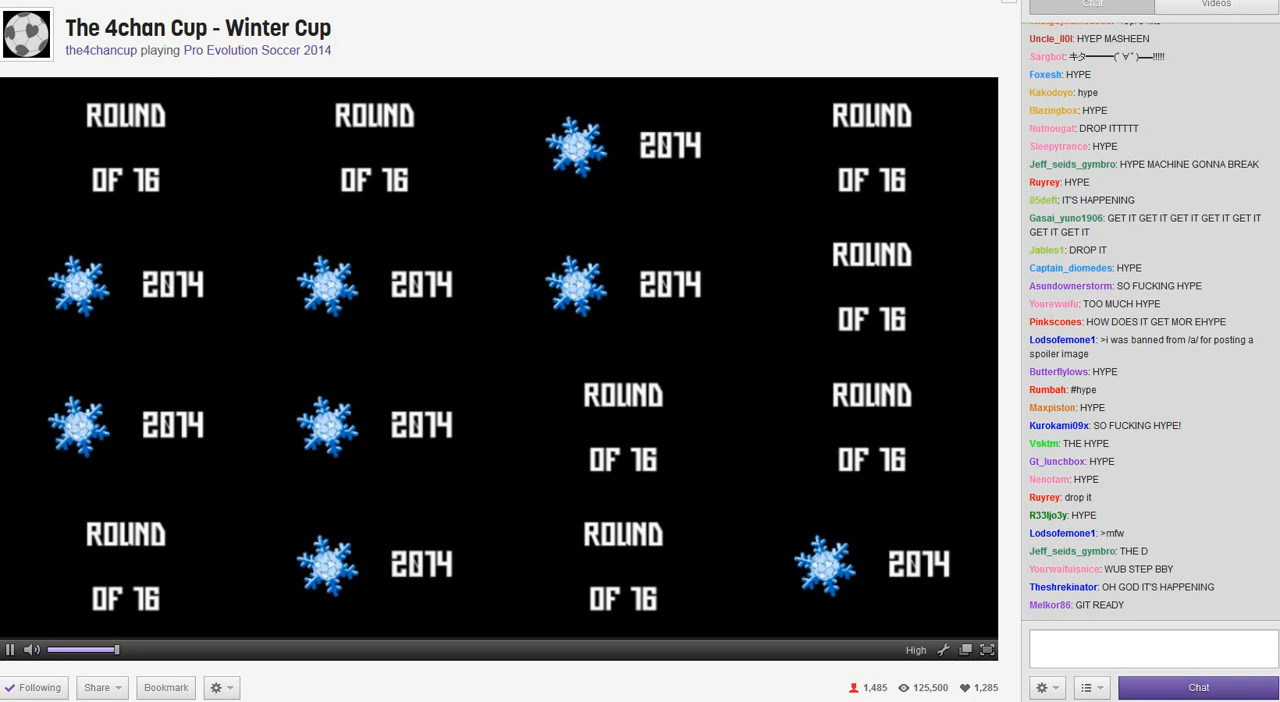 The 4chan Cup - Winter Cup
the4chancup playing Pro Evolution Soccer 2014
ROUND
OF 16
ROUND
OF 16
2014
ROUND
OF 16
2014
2014
2014
ROUND
OF 16
2014
2014
ROUND
OF 16
ROUND
OF 16
ROUND
OF 16
2014
ROUND
OF 16
2014
High
Following
Share
Bookmark
1,485
125,500
1,285
Chat
Videos
Uncle_ll0l: HYEP MASHEEN
Sargbot: キタ━━━(ﾟ∀ﾟ)━━!!!!!
Foxesh: HYPE
Kakodoyo: hype
Blazingbox: HYPE
Nutnougat: DROP ITTTTT
Sleepytrance: HYPE
Jeff_seids_gymbro: HYPE MACHINE GONNA BREAK
Ruyrey: HYPE
05deft: IT'S HAPPENING
Gasai_yuno1906: GET IT GET IT GET IT GET IT GET IT
GET IT GET IT
Jables1: DROP IT
Captain_diomedes: HYPE
Asundownerstorm: SO FUCKING HYPE
Yourewaifu: TOO MUCH HYPE
Pinkscones: HOW DOES IT GET MOR EHYPE
Lodsofemone1: >i was banned from /a/ for posting a
spoiler image
Butterflylows: HYPE
Rumbah: #hype
Maxpiston: HYPE
Kurokami09x: SO FUCKING HYPE!
Vsktm: THE HYPE
Gt_lunchbox: HYPE
Nenotam: HYPE
Ruyrey: drop it
R33ljo3y: HYPE
Lodsofemone1: >mfw
Jeff_seids_gymbro: THE D
Yourwaifuisnice: WUB STEP BBY
Theshrekinator: OH GOD IT'S HAPPENING
Melkor86: GIT READY
Chat